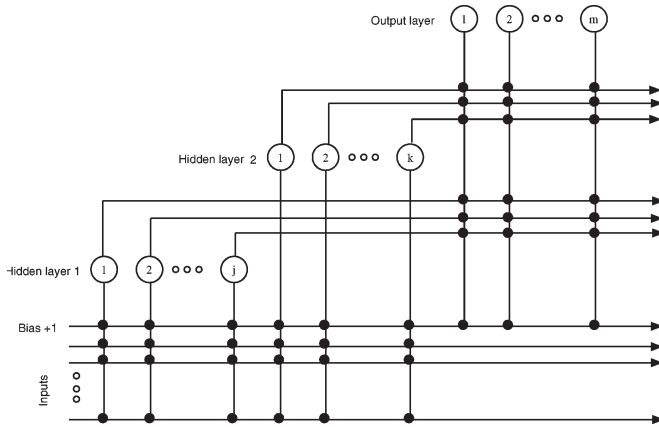 Output layer 1 2 m
Hidden layer 2 1 2 k
Hidden layer 1 1 2 j
Bias +1
Inputs